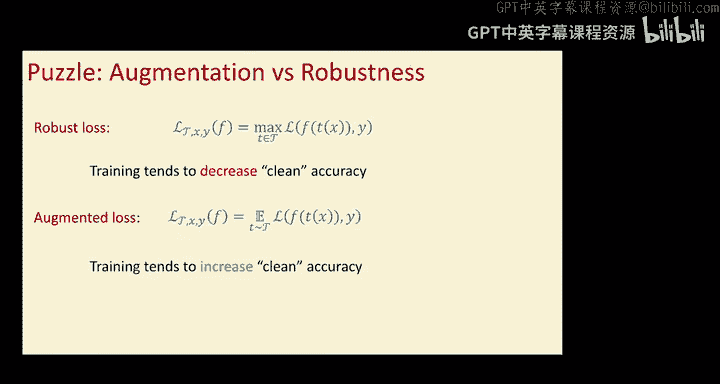 GPT中英字幕课程资源@bilibili.com
GPT中英字幕课程资源 bilibili
Puzzle: Augmentation vs Robustness
Robust loss: ℒ_{𝒯,x,y}(f) = max_{t∈𝒯} ℒ(f(t(x)), y)
Training tends to decrease “clean” accuracy
Augmented loss: ℒ_{𝒯,x,y}(f) = 𝔼_{t∼𝒯} ℒ(f(t(x)), y)
Training tends to increase “clean” accuracy